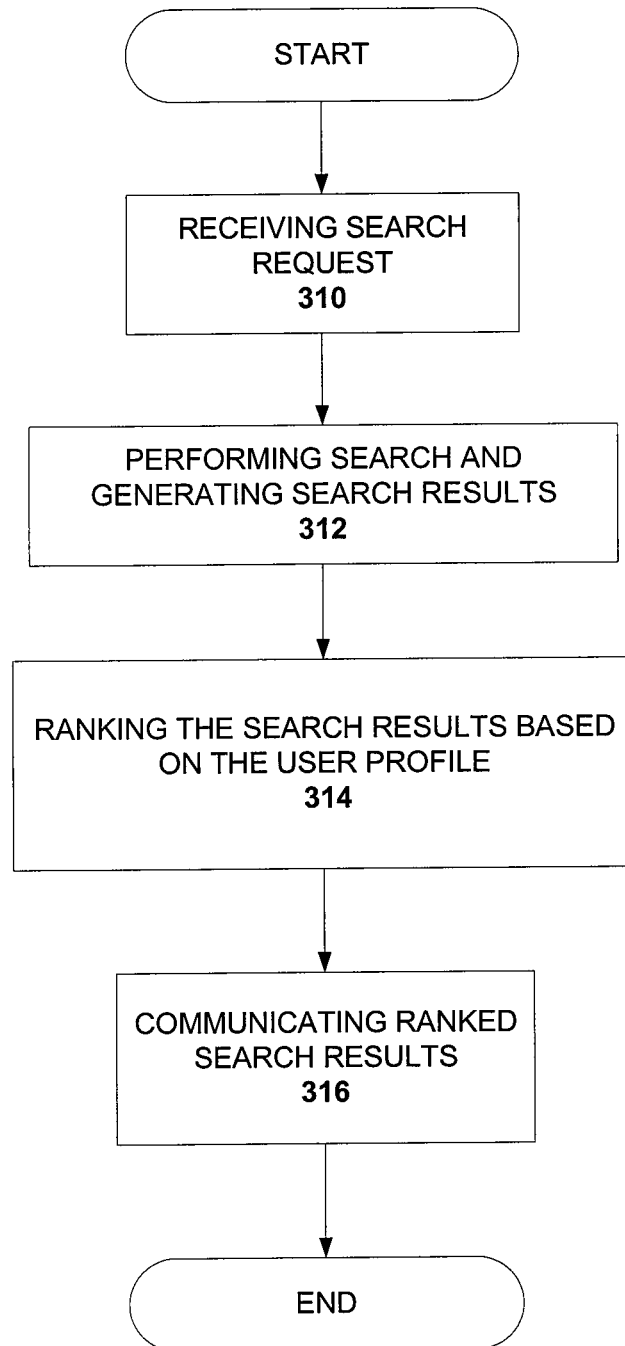 START
RECEIVING SEARCH
REQUEST
310
PERFORMING SEARCH AND
GENERATING SEARCH RESULTS
312
RANKING THE SEARCH RESULTS BASED
ON THE USER PROFILE
314
COMMUNICATING RANKED
SEARCH RESULTS
316
END